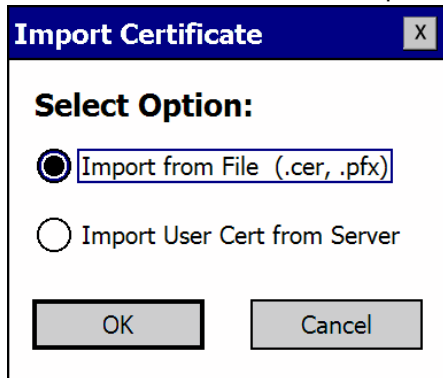 Import Certificate X
Select Option:
Import from File (.cer, .pfx)
Import User Cert from Server
OK Cancel